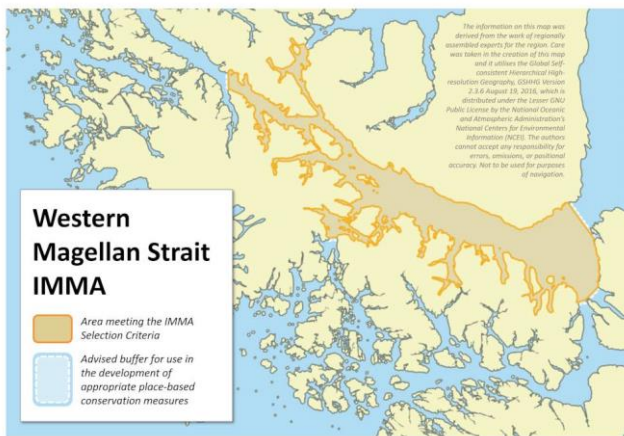 The information on this map was
derived from the work of regionally
assembled experts for the region. Care
was taken in the creation of this map
and it utilises the Global Self-
consistent Hierarchical High-
resolution Geography, GSHHG Version
2.3.6 August 19, 2016, which is
distributed under the Lesser GNU
Public License by the National Oceanic
and Atmospheric Administration's
National Centers for Environmental
Information (NCEI). The authors
cannot accept any responsibility for
errors, omissions, or positional
accuracy. Not to be used for purposes
of navigation.
Western
Magellan Strait
IMMA
Area meeting the IMMA
Selection Criteria
Advised buffer for use in
the development of
appropriate place-based
conservation measures